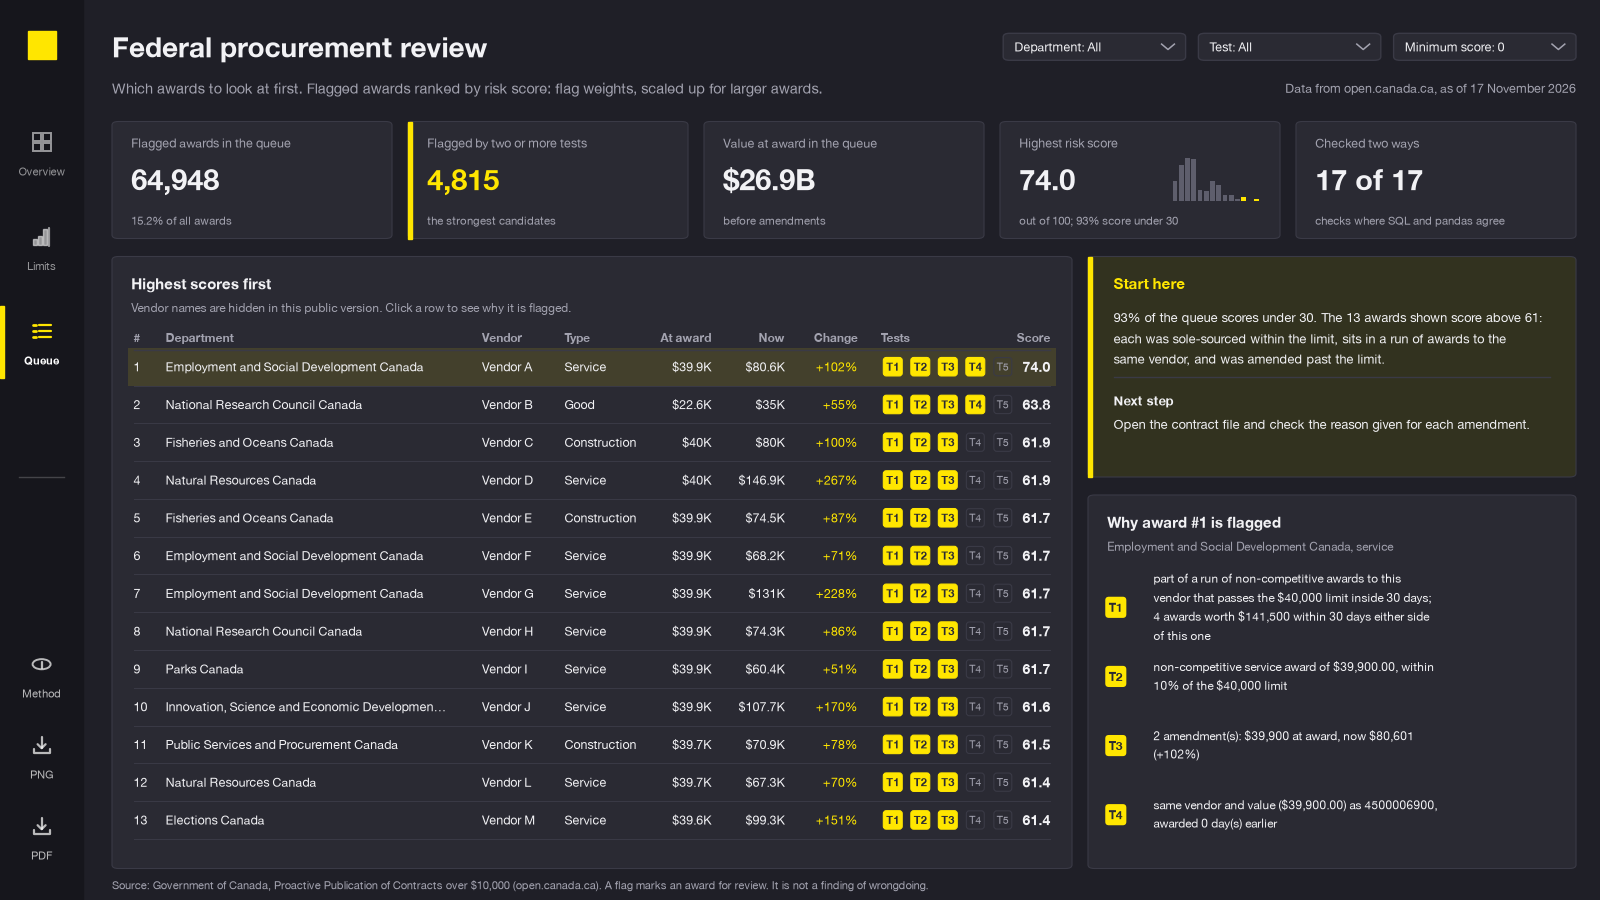 Federal procurement review
Department: All
Test: All
Minimum score: 0
Which awards to look at first. Flagged awards ranked by risk score: flag weights, scaled up for larger awards.
Data from open.canada.ca, as of 17 November 2026
Overview
Limits
Queue
Method
PNG
PDF
Flagged awards in the queue
64,948
15.2% of all awards
Flagged by two or more tests
4,815
the strongest candidates
Value at award in the queue
$26.9B
before amendments
Highest risk score
74.0
out of 100; 93% score under 30
Checked two ways
17 of 17
checks where SQL and pandas agree
Highest scores first
Vendor names are hidden in this public version. Click a row to see why it is flagged.
# Department Vendor Type At award Now Change Tests Score
1 Employment and Social Development Canada Vendor A Service $39.9K $80.6K +102% T1 T2 T3 T4 T5 74.0
2 National Research Council Canada Vendor B Good $22.6K $35K +55% T1 T2 T3 T4 T5 63.8
3 Fisheries and Oceans Canada Vendor C Construction $40K $80K +100% T1 T2 T3 T4 T5 61.9
4 Natural Resources Canada Vendor D Service $40K $146.9K +267% T1 T2 T3 T4 T5 61.9
5 Fisheries and Oceans Canada Vendor E Construction $39.9K $74.5K +87% T1 T2 T3 T4 T5 61.7
6 Employment and Social Development Canada Vendor F Service $39.9K $68.2K +71% T1 T2 T3 T4 T5 61.7
7 Employment and Social Development Canada Vendor G Service $39.9K $131K +228% T1 T2 T3 T4 T5 61.7
8 National Research Council Canada Vendor H Service $39.9K $74.3K +86% T1 T2 T3 T4 T5 61.7
9 Parks Canada Vendor I Service $39.9K $60.4K +51% T1 T2 T3 T4 T5 61.7
10 Innovation, Science and Economic Developmen... Vendor J Service $39.9K $107.7K +170% T1 T2 T3 T4 T5 61.6
11 Public Services and Procurement Canada Vendor K Construction $39.7K $70.9K +78% T1 T2 T3 T4 T5 61.5
12 Natural Resources Canada Vendor L Service $39.7K $67.3K +70% T1 T2 T3 T4 T5 61.4
13 Elections Canada Vendor M Service $39.6K $99.3K +151% T1 T2 T3 T4 T5 61.4
Start here
93% of the queue scores under 30. The 13 awards shown score above 61:
each was sole-sourced within the limit, sits in a run of awards to the
same vendor, and was amended past the limit.
Next step
Open the contract file and check the reason given for each amendment.
Why award #1 is flagged
Employment and Social Development Canada, service
T1
part of a run of non-competitive awards to this
vendor that passes the $40,000 limit inside 30 days;
4 awards worth $141,500 within 30 days either side
of this one
T2
non-competitive service award of $39,900.00, within
10% of the $40,000 limit
T3
2 amendment(s): $39,900 at award, now $80,601
(+102%)
T4
same vendor and value ($39,900.00) as 4500006900,
awarded 0 day(s) earlier
Source: Government of Canada, Proactive Publication of Contracts over $10,000 (open.canada.ca). A flag marks an award for review. It is not a finding of wrongdoing.